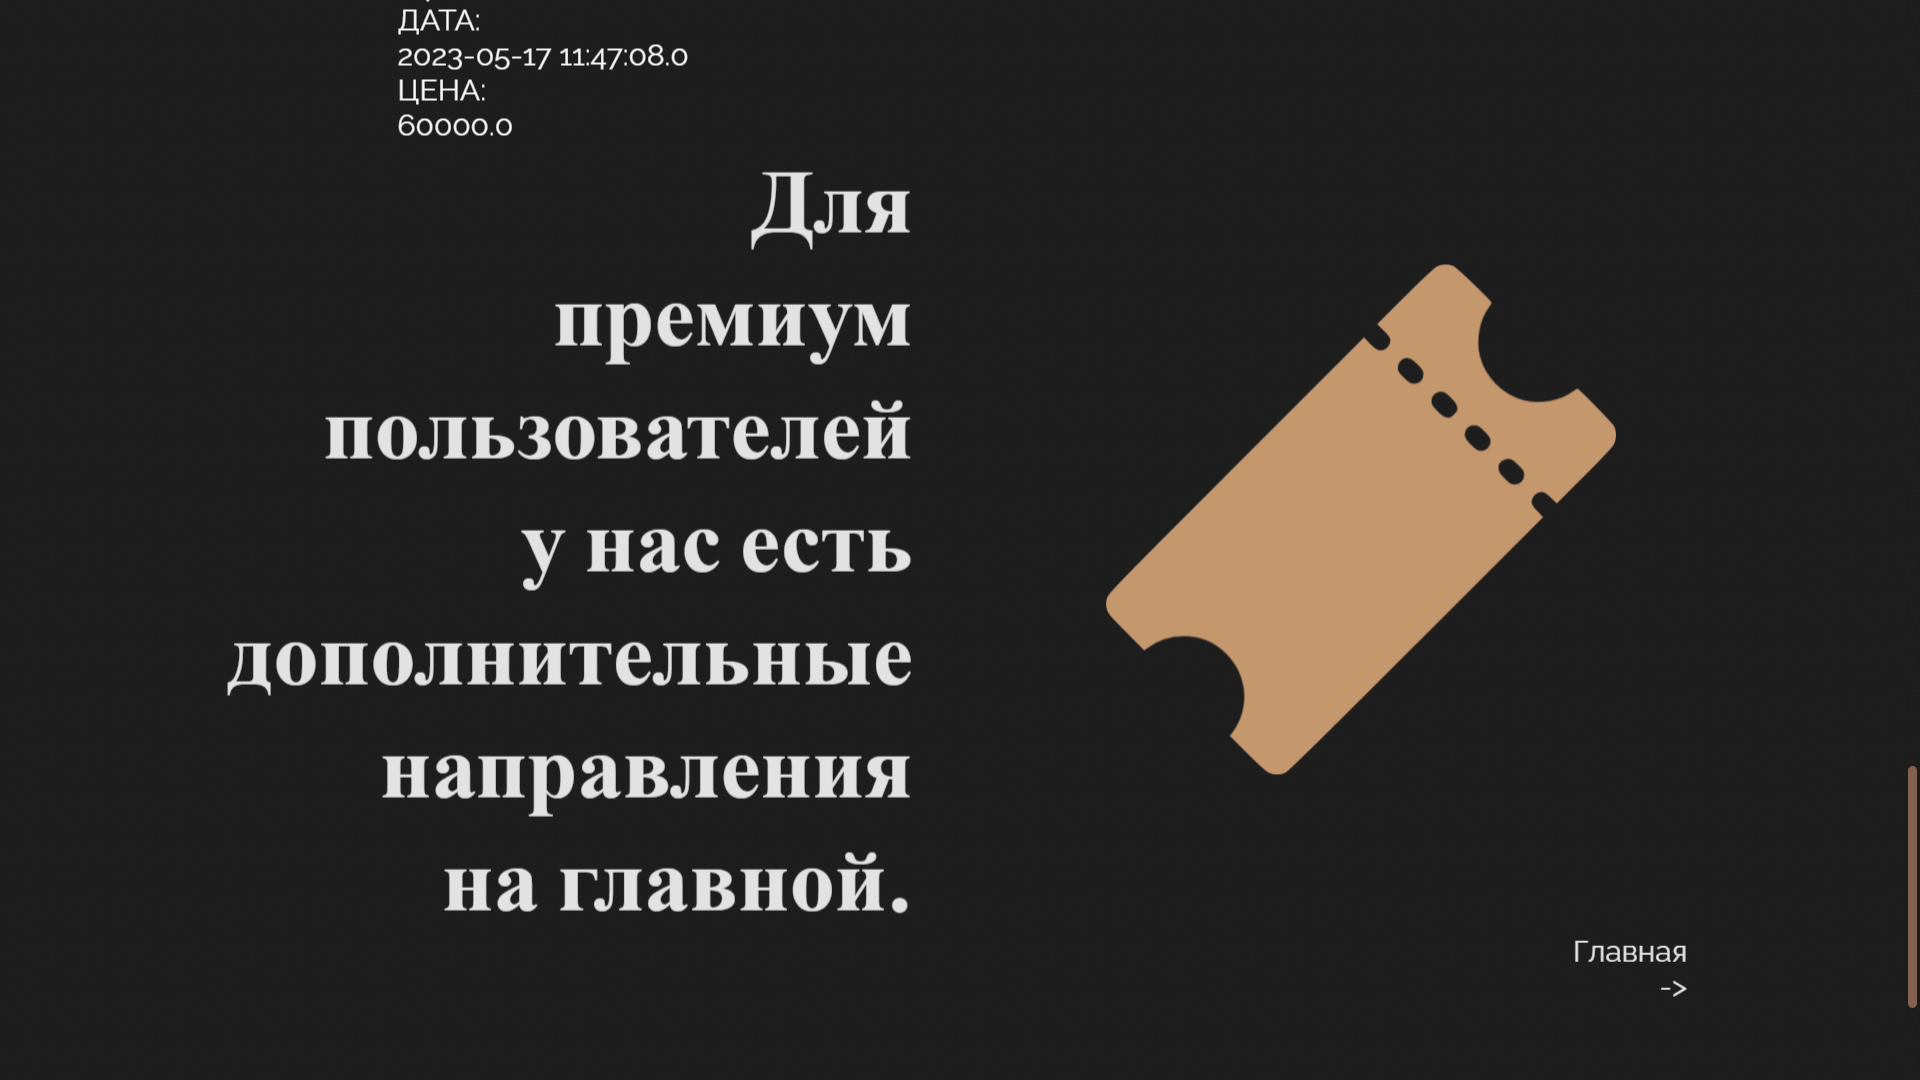 ДАТА:
2023-05-17 11:47:08.0
ЦЕНА:
60000.0
Для
премиум
пользователей
у нас есть
дополнительные
направления
на главной.
Главная
->